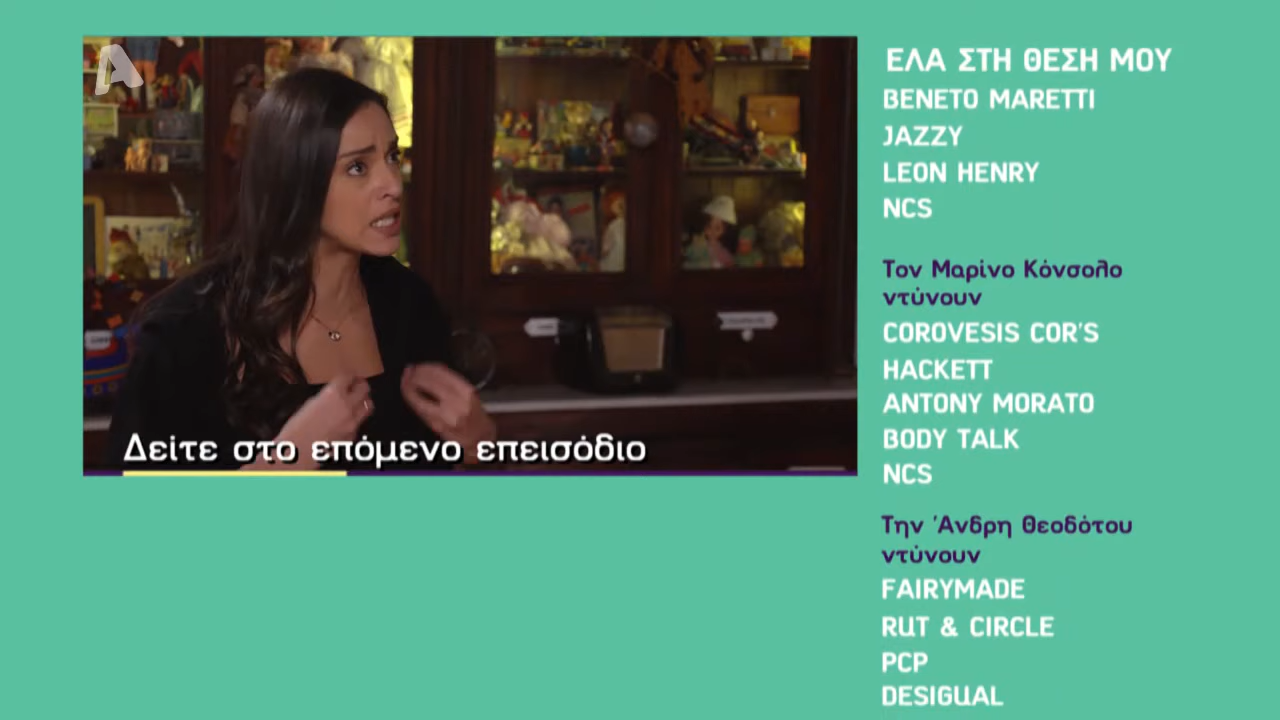 Δείτε στο επόμενο επεισόδιο
ΕΛΑ ΣΤΗ ΘΕΣΗ ΜΟΥ
BENETO MARETTI
JAZZY
LEON HENRY
NCS
Τον Μαρίνο Κόνσολο
ντύνουν
COROVESIS COR'S
HACKETT
ANTONY MORATO
BODY TALK
NCS
Την Άνδρη Θεοδότου
ντύνουν
FAIRYMADE
RUT & CIRCLE
PCP
DESIGUAL